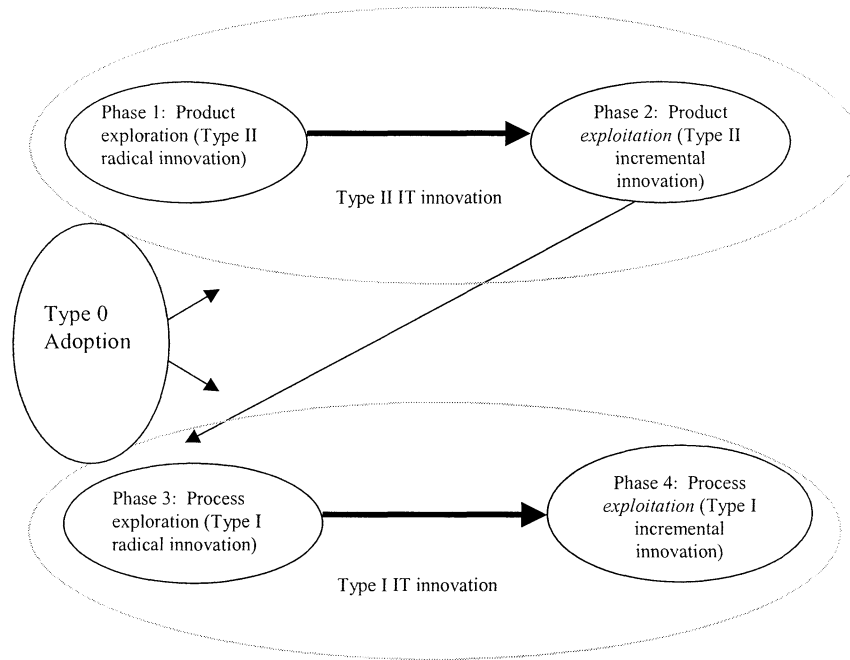 Phase 1: Product
exploration (Type II
radical innovation)
Phase 2: Product
exploitation (Type II
incremental
innovation)
Type II IT innovation
Type 0
Adoption
Phase 3: Process
exploration (Type I
radical innovation)
Phase 4: Process
exploitation (Type I
incremental
innovation)
Type I IT innovation